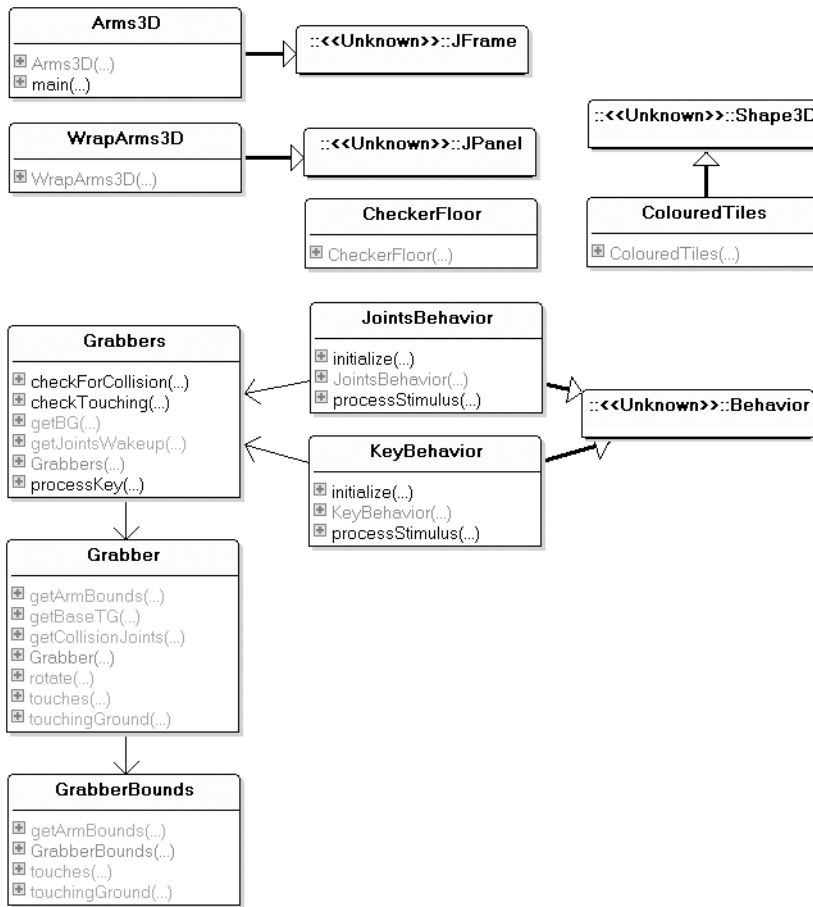 Arms3D
Arms3D(...)
main(...)
::<<Unknown>>::JFrame
WrapArms3D
WrapArms3D(...)
::<<Unknown>>::JPanel
::<<Unknown>>::Shape3D
CheckerFloor
CheckerFloor(...)
ColouredTiles
ColouredTiles(...)
Grabbers
checkForCollision(...)
checkTouching(...)
getBG(...)
getJointsWakeup(...)
Grabbers(...)
processKey(...)
JointsBehavior
initialize(...)
JointsBehavior(...)
processStimulus(...)
::<<Unknown>>::Behavior
KeyBehavior
initialize(...)
KeyBehavior(...)
processStimulus(...)
Grabber
getArmBounds(...)
getBaseTG(...)
getCollisionJoints(...)
Grabber(...)
rotate(...)
touches(...)
touchingGround(...)
GrabberBounds
getArmBounds(...)
GrabberBounds(...)
touches(...)
touchingGround(...)